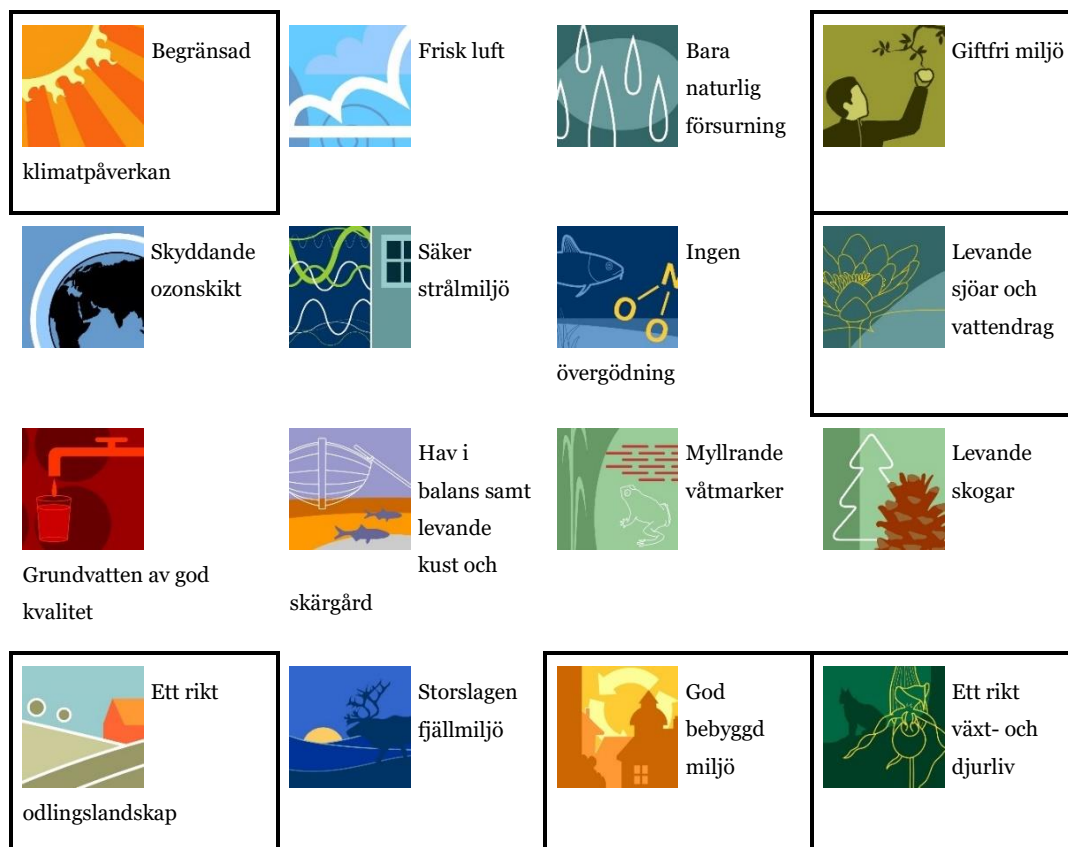 Begränsad
klimatpåverkan
Frisk luft
Bara
naturlig
försurning
Giftfri miljö
Skyddande
ozonskikt
Säker
strålmiljö
Ingen
övergödning
N
O
O
Levande
sjöar och
vattendrag
Grundvatten av god
kvalitet
Hav i
balans samt
levande
kust och
skärgård
Myllrande
våtmarker
Levande
skogar
Ett rikt
odlingslandskap
Storslagen
fjällmiljö
God
bebyggd
miljö
Ett rikt
växt- och
djurliv